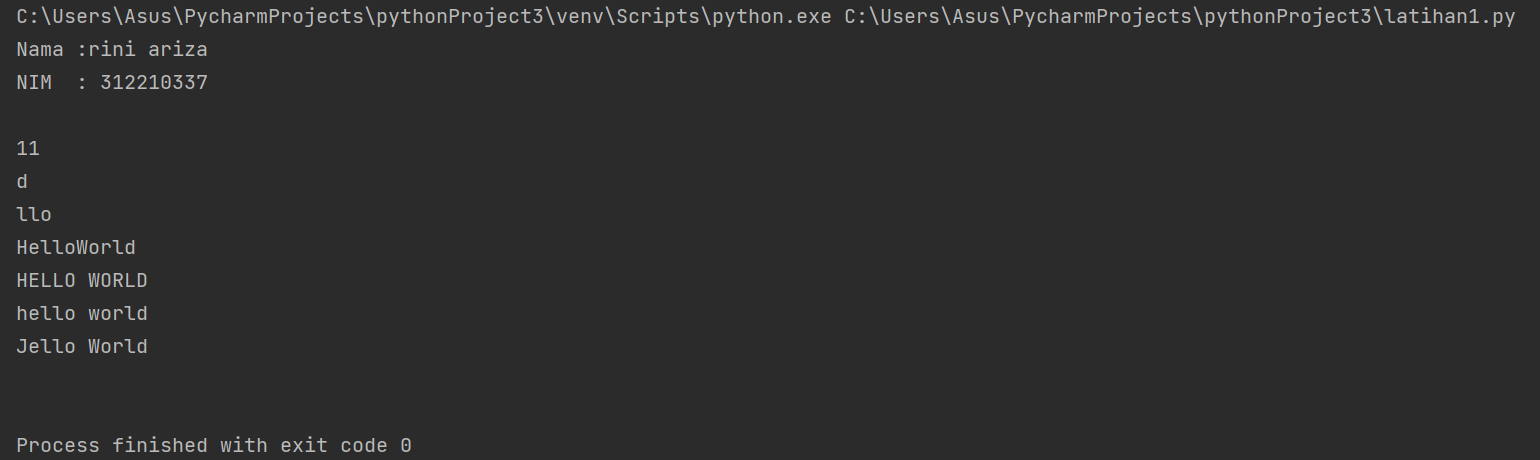 C:\Users\Asus\PycharmProjects\pythonProject3\venv\Scripts\python.exe C:\Users\Asus\PycharmProjects\pythonProject3\latihan1.py
Nama :rini ariza
NIM  : 312210337
11
d
llo
HelloWorld
HELLO WORLD
hello world
Jello World
Process finished with exit code 0